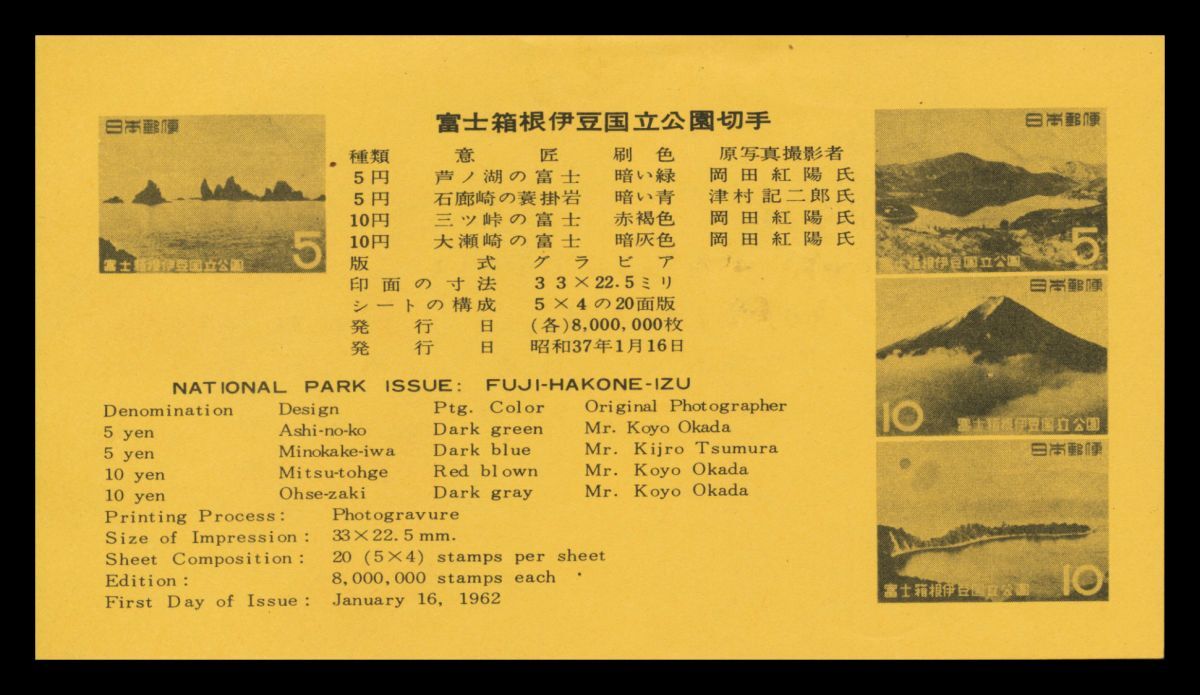 日本郵便
5
富士箱根伊豆国立公園
富士箱根伊豆国立公園切手
種類 意匠 刷色 原写真撮影者
5円 芦ノ湖の富士 暗い緑 岡田紅陽氏
5円 石廊崎の蓑掛岩 暗い青 津村記二郎氏
10円 三ツ峠の富士 赤褐色 岡田紅陽氏
10円 大瀬崎の富士 暗灰色 岡田紅陽氏
版式 グラビア
印面の寸法 33×22.5ミリ
シートの構成 5×4の20面版
発行日 (各)8,000,000枚
発行日 昭和37年1月16日
NATIONAL PARK ISSUE: FUJI-HAKONE-IZU
Denomination Design Ptg. Color Original Photographer
5 yen Ashi-no-ko Dark green Mr. Koyo Okada
5 yen Minokake-iwa Dark blue Mr. Kijro Tsumura
10 yen Mitsu-tohge Red blown Mr. Koyo Okada
10 yen Ohse-zaki Dark gray Mr. Koyo Okada
Printing Process: Photogravure
Size of Impression: 33×22.5mm.
Sheet Composition: 20 (5×4) stamps per sheet
Edition: 8,000,000 stamps each
First Day of Issue: January 16, 1962
日本郵便
5
富士箱根伊豆国立公園
日本郵便
10
富士箱根伊豆国立公園
日本郵便
10
富士箱根伊豆国立公園